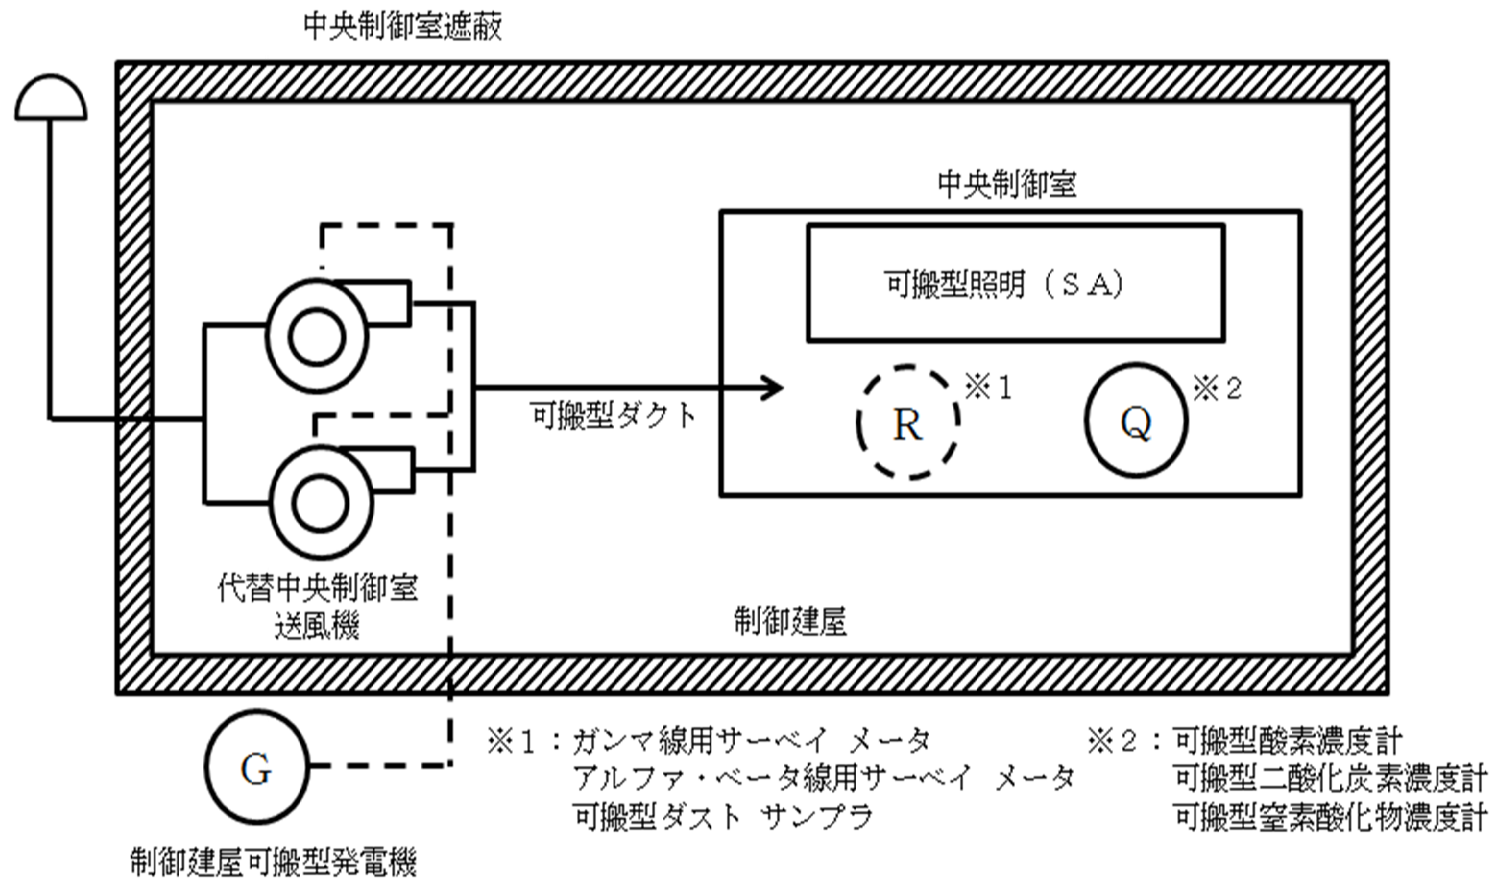 中央制御室遮蔽
中央制御室
可搬型照明（ＳＡ）
※１
※２
R
Q
可搬型ダクト
代替中央制御室
送風機
制御建屋
G
制御建屋可搬型発電機
※１：ガンマ線用サーベイ メータ
アルファ・ベータ線用サーベイ メータ
可搬型ダスト サンプラ
※２：可搬型酸素濃度計
可搬型二酸化炭素濃度計
可搬型窒素酸化物濃度計